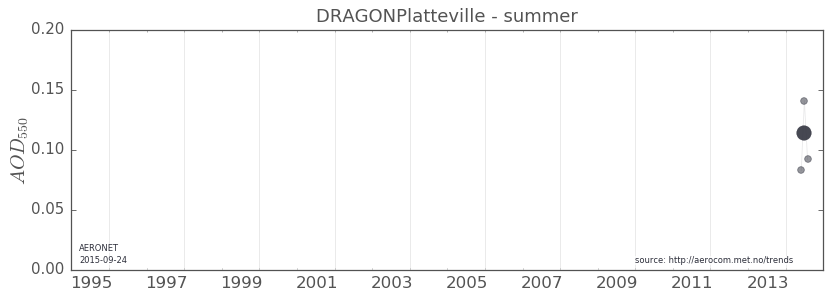 DRAGONPlatteville - summer
0.20
0.15
0.10
0.05
0.00
AOD550
AERONET
2015-09-24
source: http://aerocom.met.no/trends
1995 1997 1999 2001 2003 2005 2007 2009 2011 2013